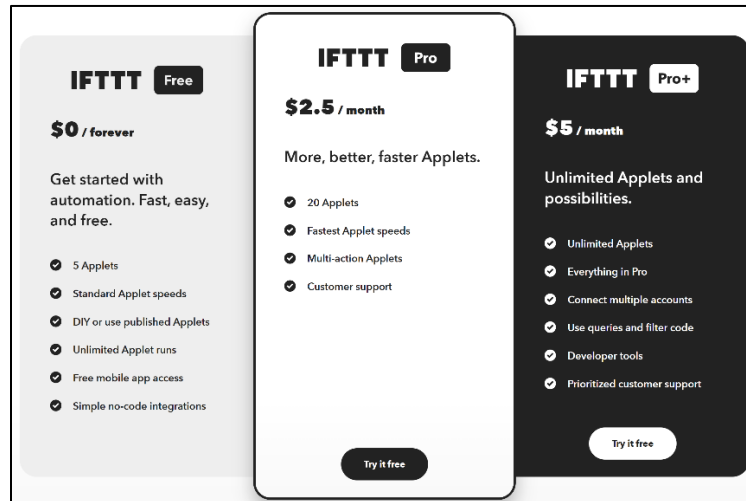 IFTTT Free
$0 / forever
Get started with
automation. Fast, easy,
and free.
5 Applets
Standard Applet speeds
DIY or use published Applets
Unlimited Applet runs
Free mobile app access
Simple no-code integrations
IFTTT Pro
$2.5 / month
More, better, faster Applets.
20 Applets
Fastest Applet speeds
Multi-action Applets
Customer support
Try it free
IFTTT Pro+
$5 / month
Unlimited Applets and
possibilities.
Unlimited Applets
Everything in Pro
Connect multiple accounts
Use queries and filter code
Developer tools
Prioritized customer support
Try it free